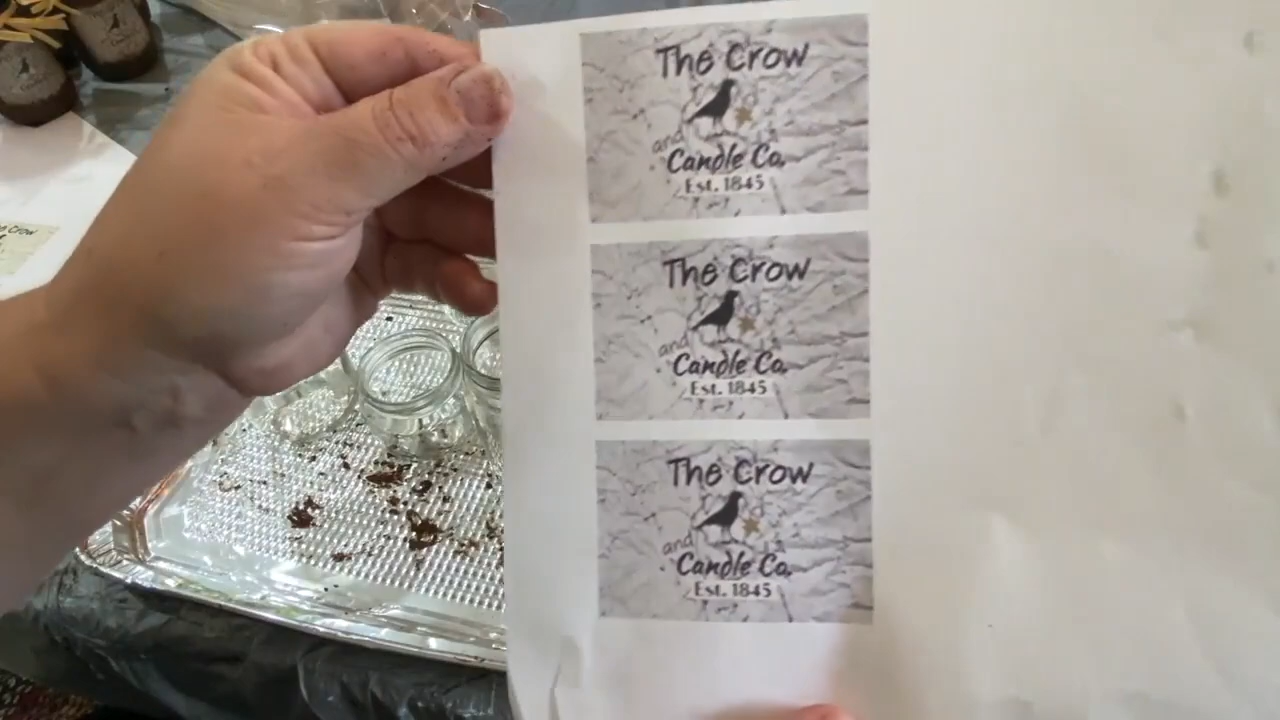 The Crow
and
Candle Co.
Est. 1845
The Crow
and
Candle Co.
Est. 1845
The Crow
and
Candle Co.
Est. 1845
Crow